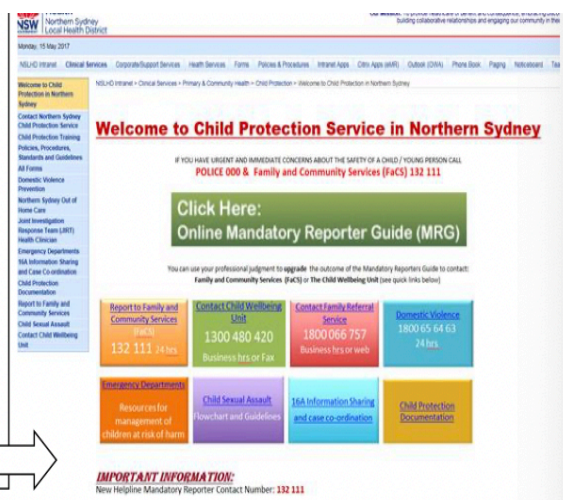 NSW
Northern Sydney
Local Health District
building collaborative relationships and engaging our community in their
Monday, 15 May 2017
NSLHD Intranet Clinical Services Corporate/Support Services Health Services Forms Policies & Procedures Intranet Apps Citrix Apps (eMR) Outlook (OWA) Phone Book Paging Noticeboard
NSLHD Intranet > Clinical Services > Primary & Community Health > Child Protection > Welcome to Child Protection in Northern Sydney
Welcome to Child
Protection in Northern
Sydney
Contact Northern Sydney
Child Protection Service
Child Protection Training
Policies, Procedures,
Standards and Guidelines
All Forms
Domestic Violence
Prevention
Northern Sydney Out of
Home Care
Joint Investigation
Response Team (JIRT)
Health Clinician
Emergency Departments
16A Information Sharing
and Case Co-ordination
Child Protection
Documentation
Report to Family and
Community Services
Child Sexual Assault
Contact Child Wellbeing
Unit
Welcome to Child Protection Service in Northern Sydney
IF YOU HAVE URGENT AND IMMEDIATE CONCERNS ABOUT THE SAFETY OF A CHILD / YOUNG PERSON CALL
POLICE 000 & Family and Community Services (FaCS) 132 111
Click Here:
Online Mandatory Reporter Guide (MRG)
You can use your professional judgment to upgrade the outcome of the Mandatory Reporters Guide to contact:
Family and Community Services (FaCS) or The Child Wellbeing Unit (see quick links below)
Report to Family and
Community Services
(FaCS)
132 111 24 hrs
Contact Child Wellbeing
Unit
1300 480 420
Business hrs or Fax
Contact Family Referral
Service
1800 066 757
Business hrs or web
Domestic Violence
1800 65 64 63
24 hrs
Emergency Departments
Resources for
management of
children at risk of harm
Child Sexual Assault
Flowchart and Guidelines
16A Information Sharing
and case co-ordination
Child Protection
Documentation
IMPORTANT INFORMATION:
New Helpline Mandatory Reporter Contact Number: 132 111